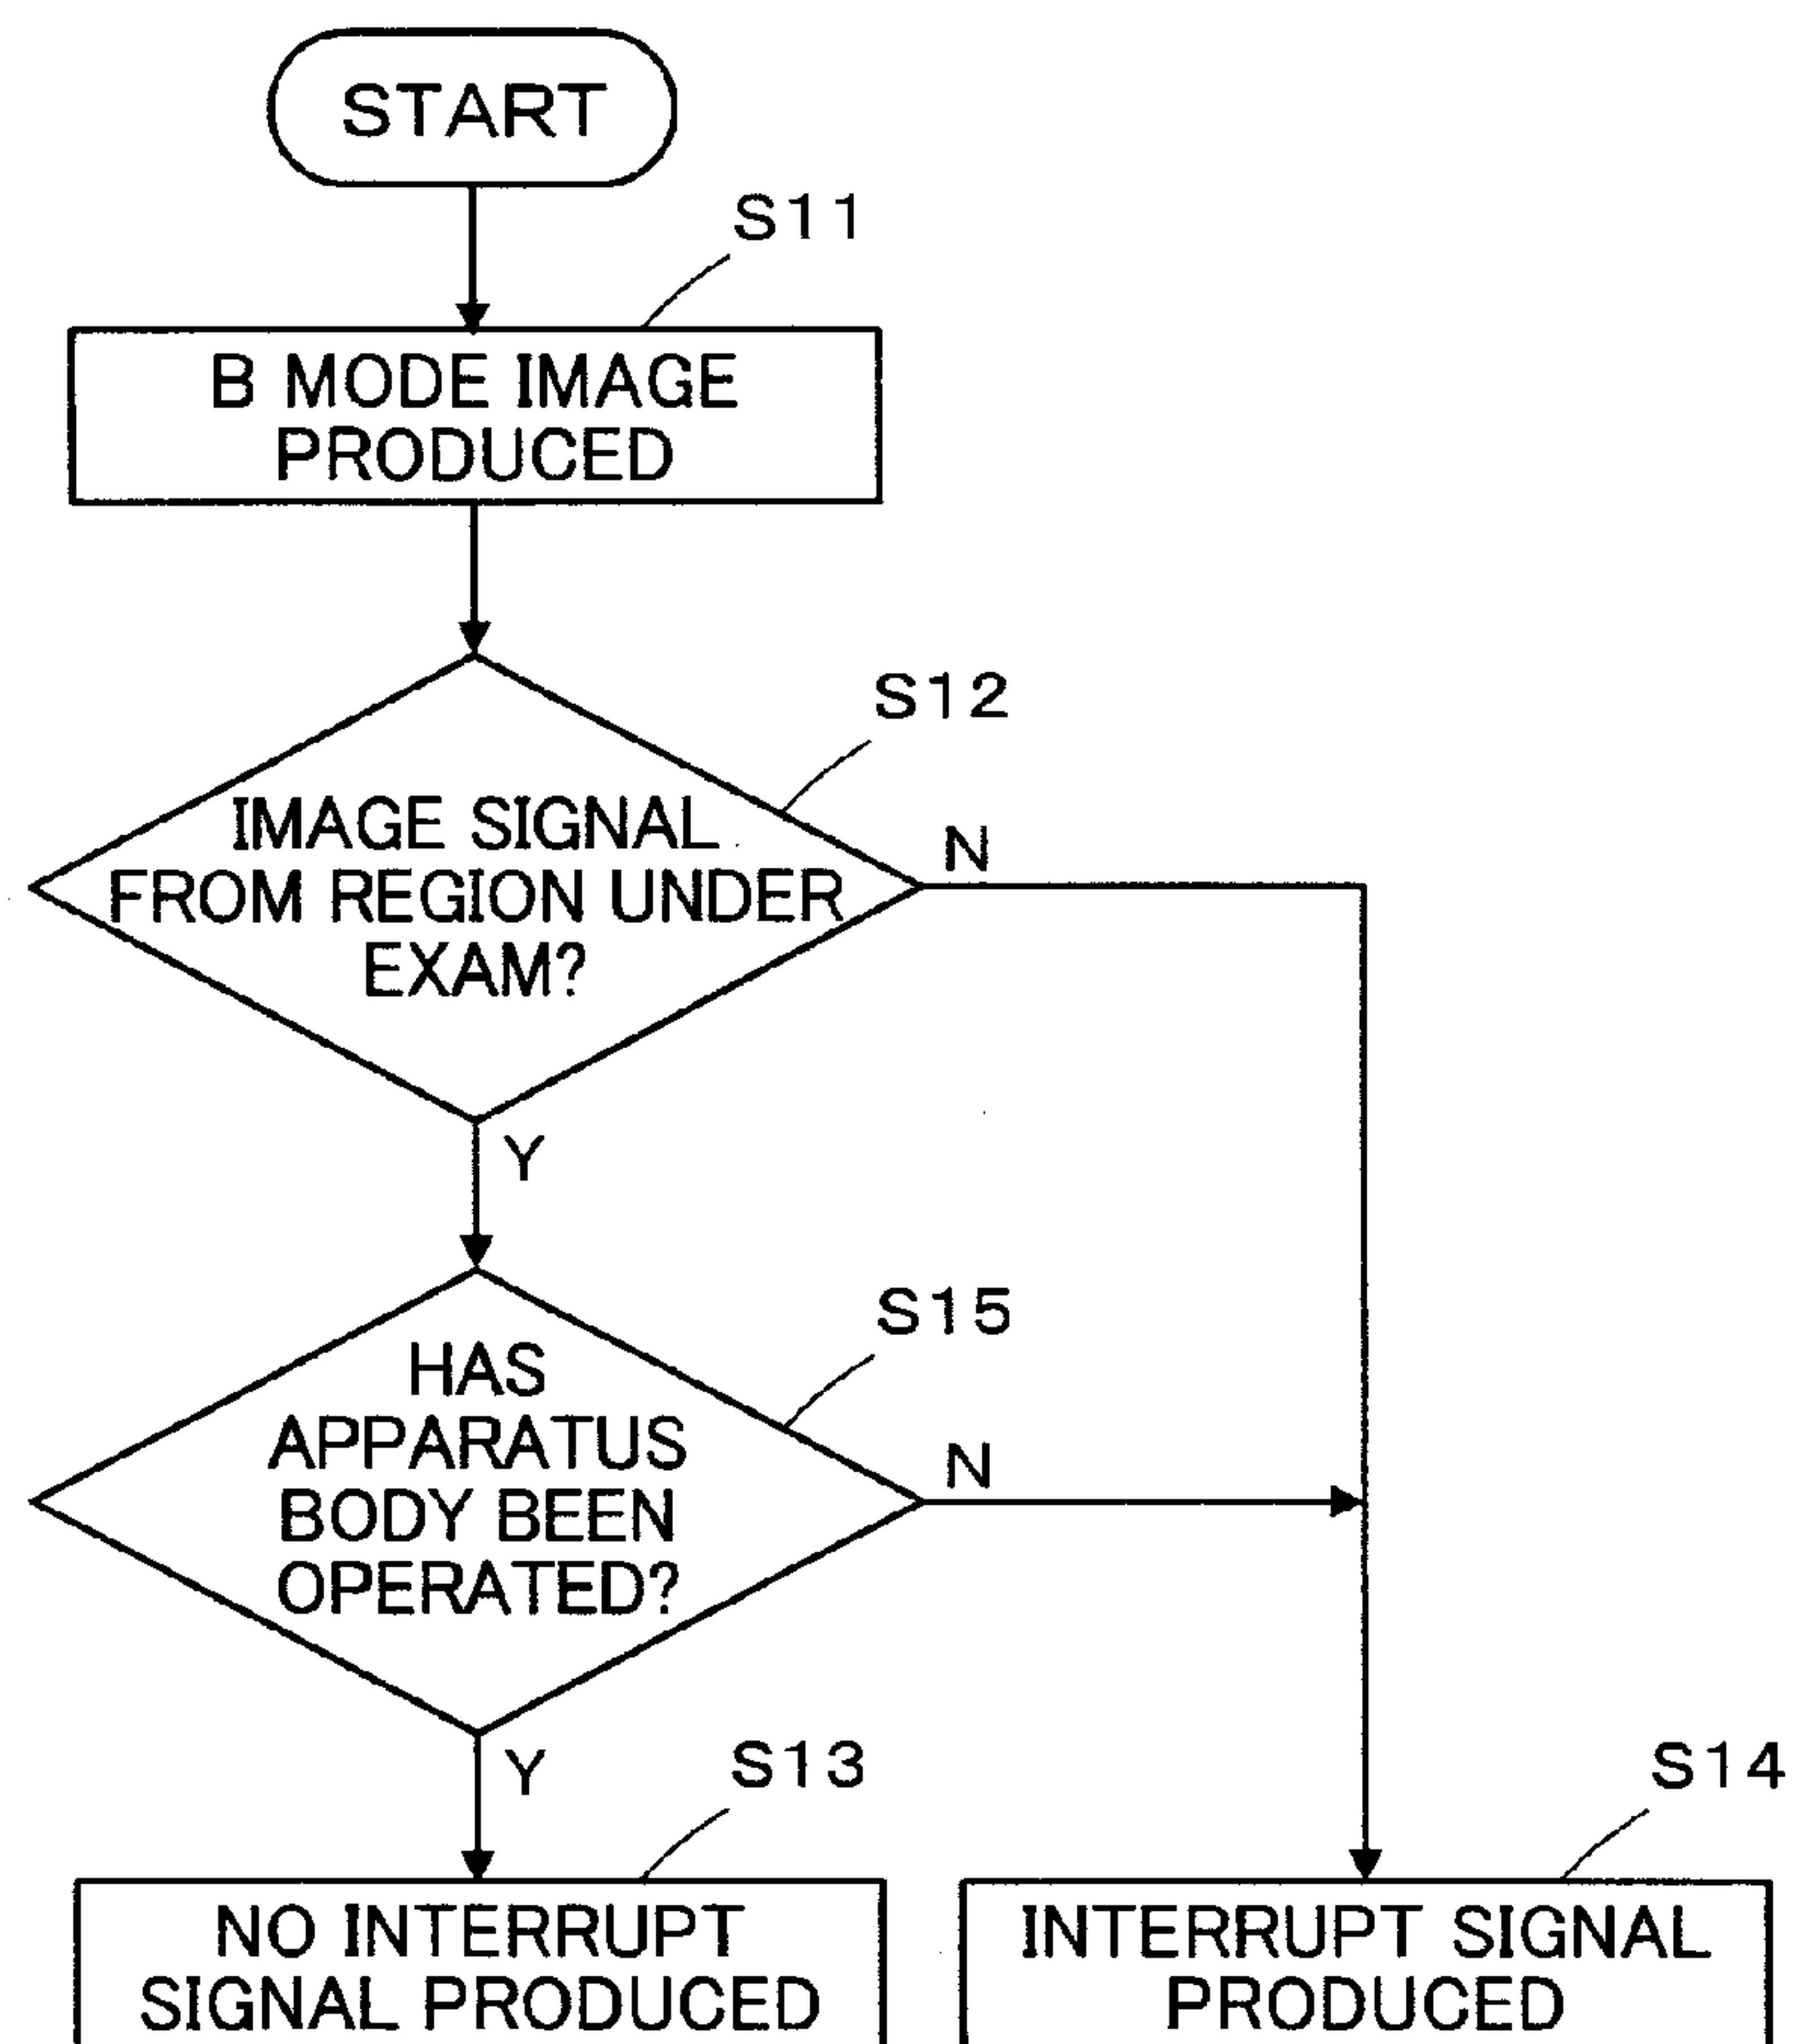 START
S11
B MODE IMAGE
PRODUCED
S12
IMAGE SIGNAL
FROM REGION UNDER
EXAM?
N
Y
S15
HAS
APPARATUS
BODY BEEN
OPERATED?
N
Y
S13
NO INTERRUPT
SIGNAL PRODUCED
S14
INTERRUPT SIGNAL
PRODUCED